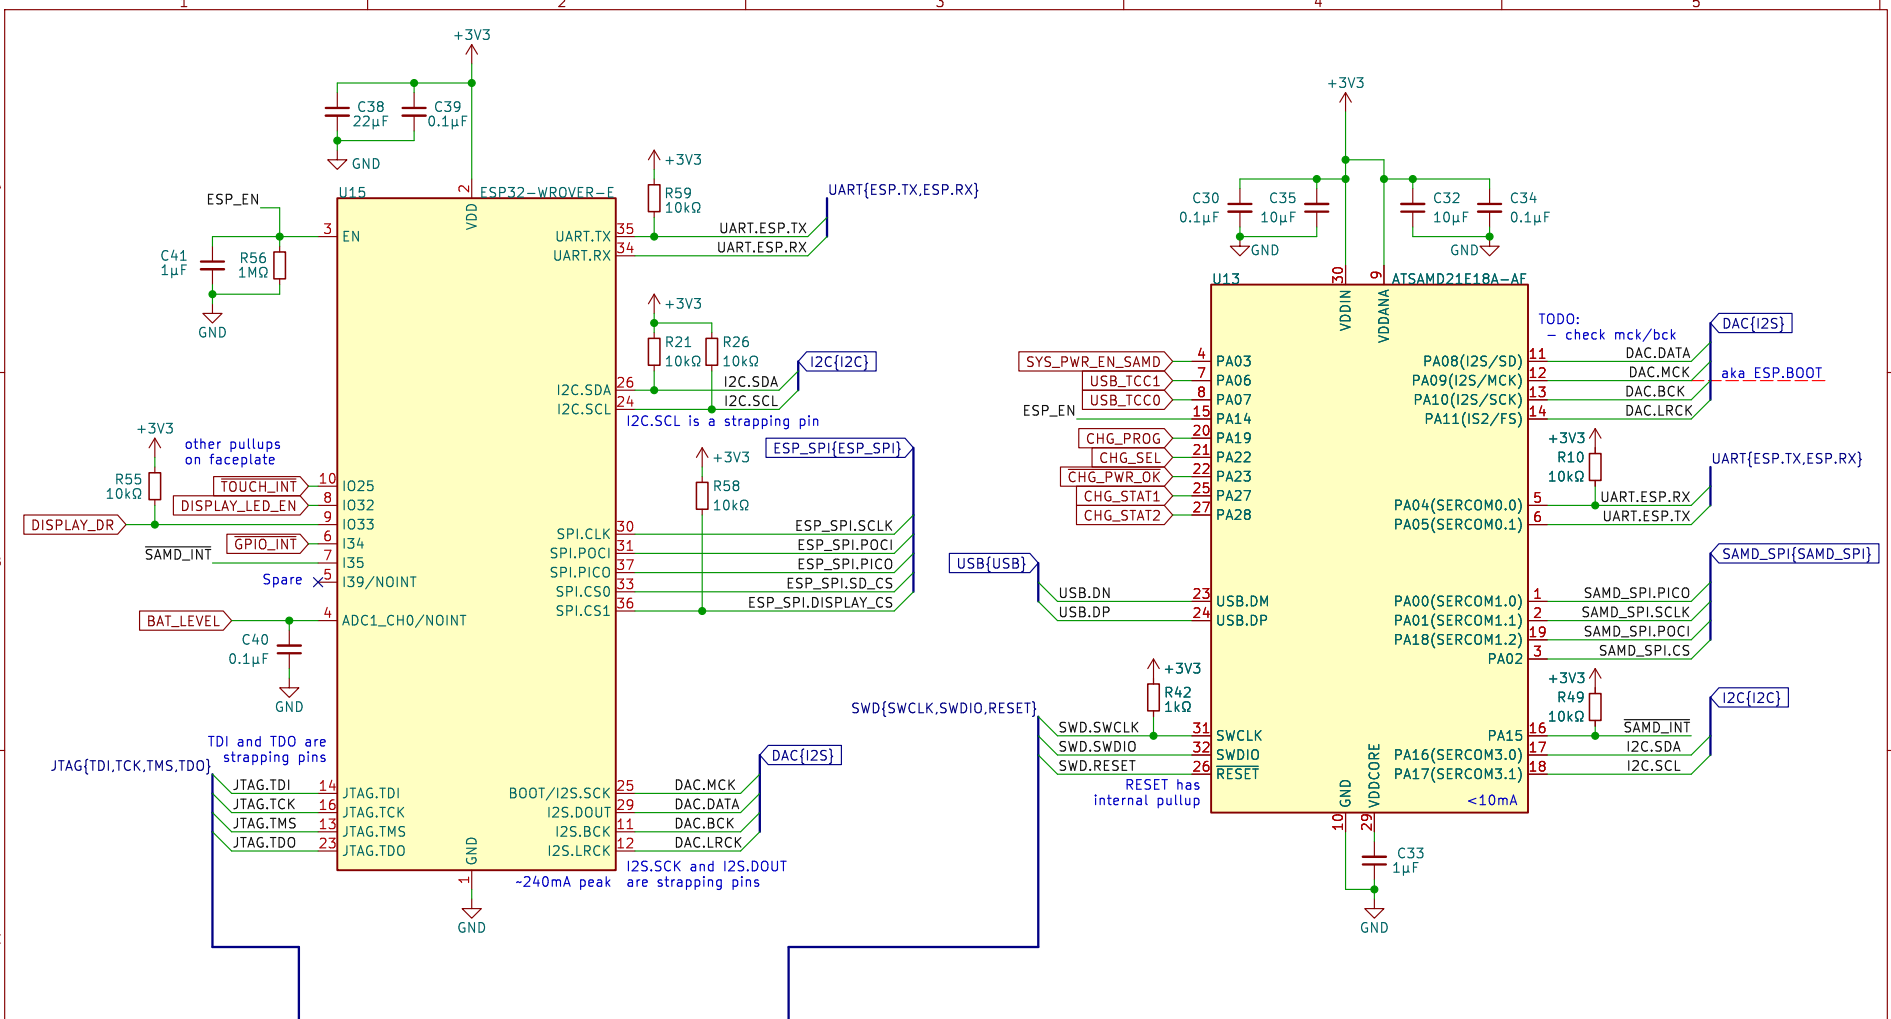 1
2
3
4
5
+3V3
C38
22µF
C39
0.1µF
GND
ESP_EN
C41
1µF
R56
1MΩ
GND
U15
ESP32-WROVER-E
2
VDD
3
EN
+3V3
R59
10kΩ
35
UART.TX
UART.ESP.TX
34
UART.RX
UART.ESP.RX
UART{ESP.TX,ESP.RX}
+3V3
R21
10kΩ
R26
10kΩ
I2C{I2C}
26
I2C.SDA
I2C.SDA
24
I2C.SCL
I2C.SCL
I2C.SCL is a strapping pin
+3V3
R55
10kΩ
other pullups
on faceplate
TOUCH_INT
10
IO25
DISPLAY_LED_EN
8
IO32
DISPLAY_DR
9
IO33
GPIO_INT
6
I34
SAMD_INT
7
I35
Spare
5
I39/NOINT
BAT_LEVEL
4
ADC1_CH0/NOINT
C40
0.1µF
GND
ESP_SPI{ESP_SPI}
+3V3
R58
10kΩ
30
SPI.CLK
ESP_SPI.SCLK
31
SPI.POCI
ESP_SPI.POCI
37
SPI.PICO
ESP_SPI.PICO
33
SPI.CS0
ESP_SPI.SD_CS
36
SPI.CS1
ESP_SPI.DISPLAY_CS
TDI and TDO are
strapping pins
JTAG{TDI,TCK,TMS,TDO}
JTAG.TDI
14
JTAG.TDI
JTAG.TCK
16
JTAG.TCK
JTAG.TMS
13
JTAG.TMS
JTAG.TDO
23
JTAG.TDO
DAC{I2S}
25
BOOT/I2S.SCK
DAC.MCK
29
I2S.DOUT
DAC.DATA
11
I2S.BCK
DAC.BCK
12
I2S.LRCK
DAC.LRCK
I2S.SCK and I2S.DOUT
are strapping pins
~240mA peak
GND
1
GND
+3V3
C30
0.1µF
C35
10µF
C32
10µF
C34
0.1µF
GND
GND
U13
ATSAMD21E18A-AF
30
VDDIN
9
VDDANA
SYS_PWR_EN_SAMD
4
PA03
USB_TCC1
7
PA06
USB_TCC0
8
PA07
ESP_EN
15
PA14
CHG_PROG
20
PA19
CHG_SEL
21
PA22
CHG_PWR_OK
22
PA23
CHG_STAT1
25
PA27
CHG_STAT2
27
PA28
USB{USB}
USB.DN
23
USB.DM
USB.DP
24
USB.DP
+3V3
R42
1kΩ
SWD{SWCLK,SWDIO,RESET}
SWD.SWCLK
31
SWCLK
SWD.SWDIO
32
SWDIO
SWD.RESET
26
RESET
RESET has
internal pullup
TODO:
- check mck/bck
DAC{I2S}
11
PA08(I2S/SD)
DAC.DATA
12
PA09(I2S/MCK)
DAC.MCK
aka ESP.BOOT
13
PA10(I2S/SCK)
DAC.BCK
14
PA11(IS2/FS)
DAC.LRCK
+3V3
R10
10kΩ
UART{ESP.TX,ESP.RX}
5
PA04(SERCOM0.0)
UART.ESP.RX
6
PA05(SERCOM0.1)
UART.ESP.TX
SAMD_SPI{SAMD_SPI}
1
PA00(SERCOM1.0)
SAMD_SPI.PICO
2
PA01(SERCOM1.1)
SAMD_SPI.SCLK
19
PA18(SERCOM1.2)
SAMD_SPI.POCI
3
PA02
SAMD_SPI.CS
+3V3
R49
10kΩ
I2C{I2C}
16
PA15
SAMD_INT
17
PA16(SERCOM3.0)
I2C.SDA
18
PA17(SERCOM3.1)
I2C.SCL
<10mA
GND
10
VDDCORE
29
C33
1µF
GND